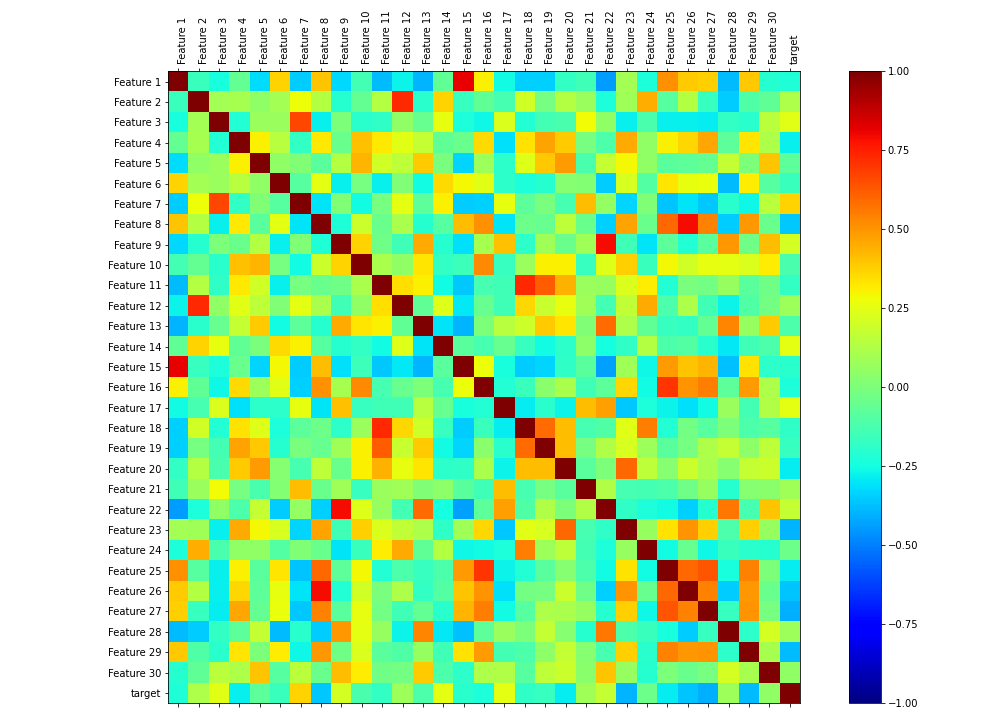 Feature 1
Feature 2
Feature 3
Feature 4
Feature 5
Feature 6
Feature 7
Feature 8
Feature 9
Feature 10
Feature 11
Feature 12
Feature 13
Feature 14
Feature 15
Feature 16
Feature 17
Feature 18
Feature 19
Feature 20
Feature 21
Feature 22
Feature 23
Feature 24
Feature 25
Feature 26
Feature 27
Feature 28
Feature 29
Feature 30
target
Feature 1
Feature 2
Feature 3
Feature 4
Feature 5
Feature 6
Feature 7
Feature 8
Feature 9
Feature 10
Feature 11
Feature 12
Feature 13
Feature 14
Feature 15
Feature 16
Feature 17
Feature 18
Feature 19
Feature 20
Feature 21
Feature 22
Feature 23
Feature 24
Feature 25
Feature 26
Feature 27
Feature 28
Feature 29
Feature 30
target
1.00
0.75
0.50
0.25
0.00
−0.25
−0.50
−0.75
−1.00